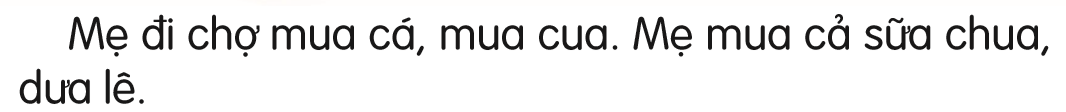 Mẹ đi chợ mua cá, mua cua. Mẹ mua cả sữa chua,
dưa lê.